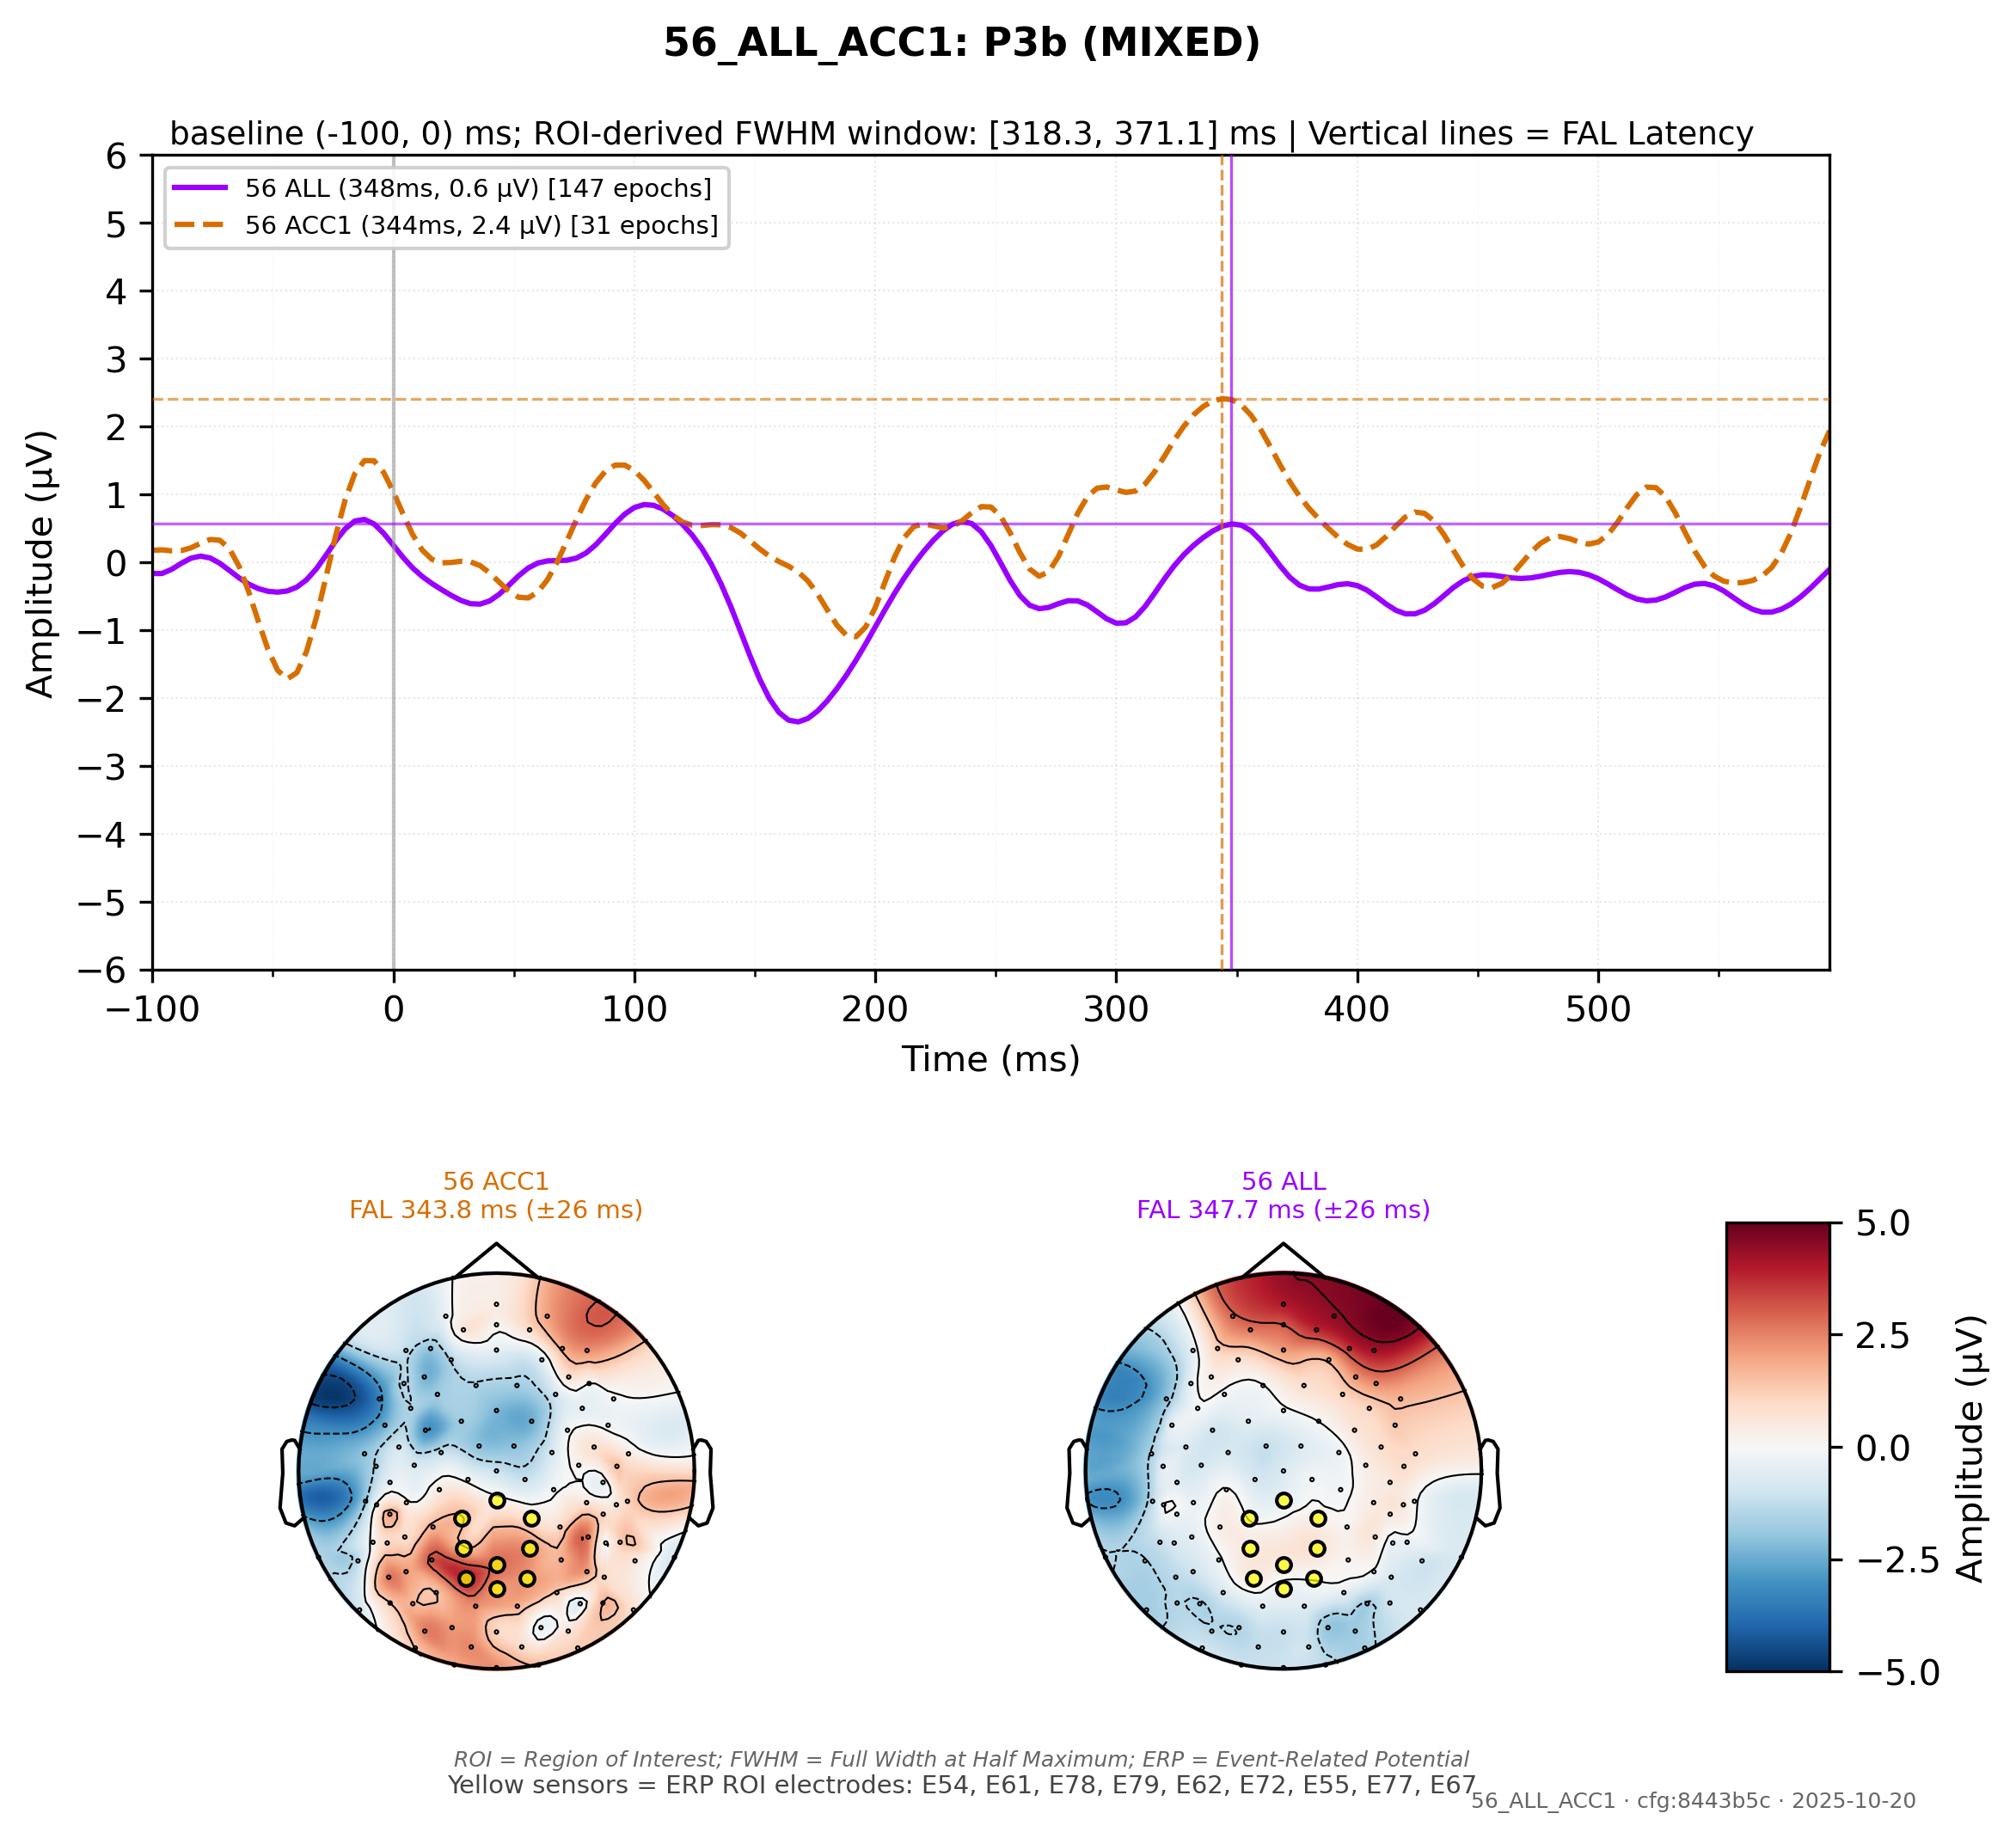 56_ALL_ACC1: P3b (MIXED)
baseline (-100, 0) ms; ROI-derived FWHM window: [318.3, 371.1] ms | Vertical lines = FAL Latency
56 ALL (348ms, 0.6 µV) [147 epochs]
56 ACC1 (344ms, 2.4 µV) [31 epochs]
6
5
4
3
2
1
0
−1
−2
−3
−4
−5
−6
Amplitude (µV)
−100
0
100
200
300
400
500
Time (ms)
56 ACC1
FAL 343.8 ms (±26 ms)
56 ALL
FAL 347.7 ms (±26 ms)
5.0
2.5
0.0
−2.5
−5.0
Amplitude (µV)
ROI = Region of Interest; FWHM = Full Width at Half Maximum; ERP = Event-Related Potential
Yellow sensors = ERP ROI electrodes: E54, E61, E78, E79, E62, E72, E55, E77, E67
56_ALL_ACC1 · cfg:8443b5c · 2025-10-20